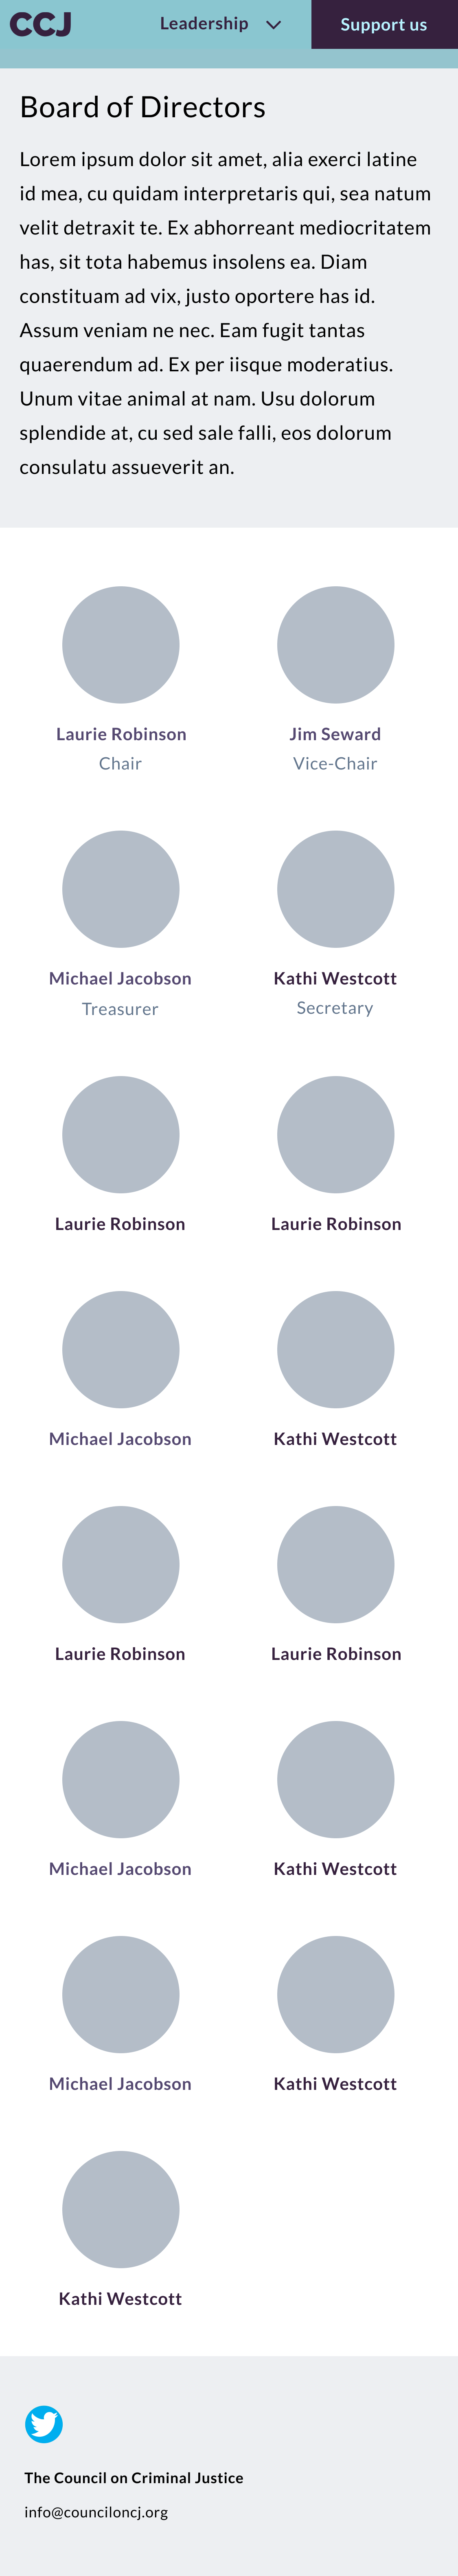 CCJ
Leadership
Support us
Board of Directors
Lorem ipsum dolor sit amet, alia exerci latine
id mea, cu quidam interpretaris qui, sea natum
velit detraxit te. Ex abhorreant mediocritatem
has, sit tota habemus insolens ea. Diam
constituam ad vix, justo oportere has id.
Assum veniam ne nec. Eam fugit tantas
quaerendum ad. Ex per iisque moderatius.
Unum vitae animal at nam. Usu dolorum
splendide at, cu sed sale falli, eos dolorum
consulatu assueverit an.
Laurie Robinson
Chair
Jim Seward
Vice-Chair
Michael Jacobson
Treasurer
Kathi Westcott
Secretary
Laurie Robinson
Laurie Robinson
Michael Jacobson
Kathi Westcott
Laurie Robinson
Laurie Robinson
Michael Jacobson
Kathi Westcott
Michael Jacobson
Kathi Westcott
Kathi Westcott
The Council on Criminal Justice
info@counciloncj.org